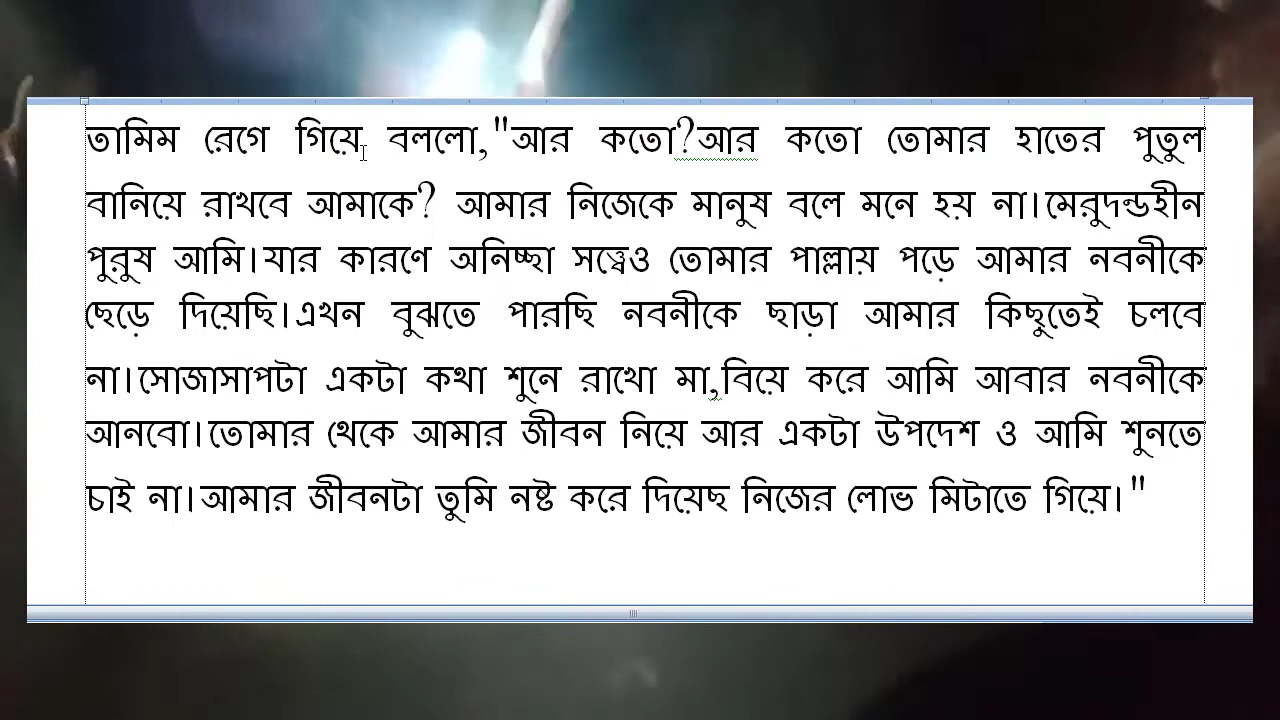 তামিম রেগে গিয়ে বললো,"আর কতো?আর কতো তোমার হাতের পুতুল
বানিয়ে রাখবে আমাকে? আমার নিজেকে মানুষ বলে মনে হয় না।মেরুদন্ডহীন
পুরুষ আমি।যার কারণে অনিচ্ছা সত্ত্বেও তোমার পাল্লায় পড়ে আমার নবনীকে
ছেড়ে দিয়েছি।এখন বুঝতে পারছি নবনীকে ছাড়া আমার কিছুতেই চলবে
না।সোজাসাপটা একটা কথা শুনে রাখো মা,বিয়ে করে আমি আবার নবনীকে
আনবো।তোমার থেকে আমার জীবন নিয়ে আর একটা উপদেশ ও আমি শুনতে
চাই না।আমার জীবনটা তুমি নষ্ট করে দিয়েছ নিজের লোভ মিটাতে গিয়ে।"